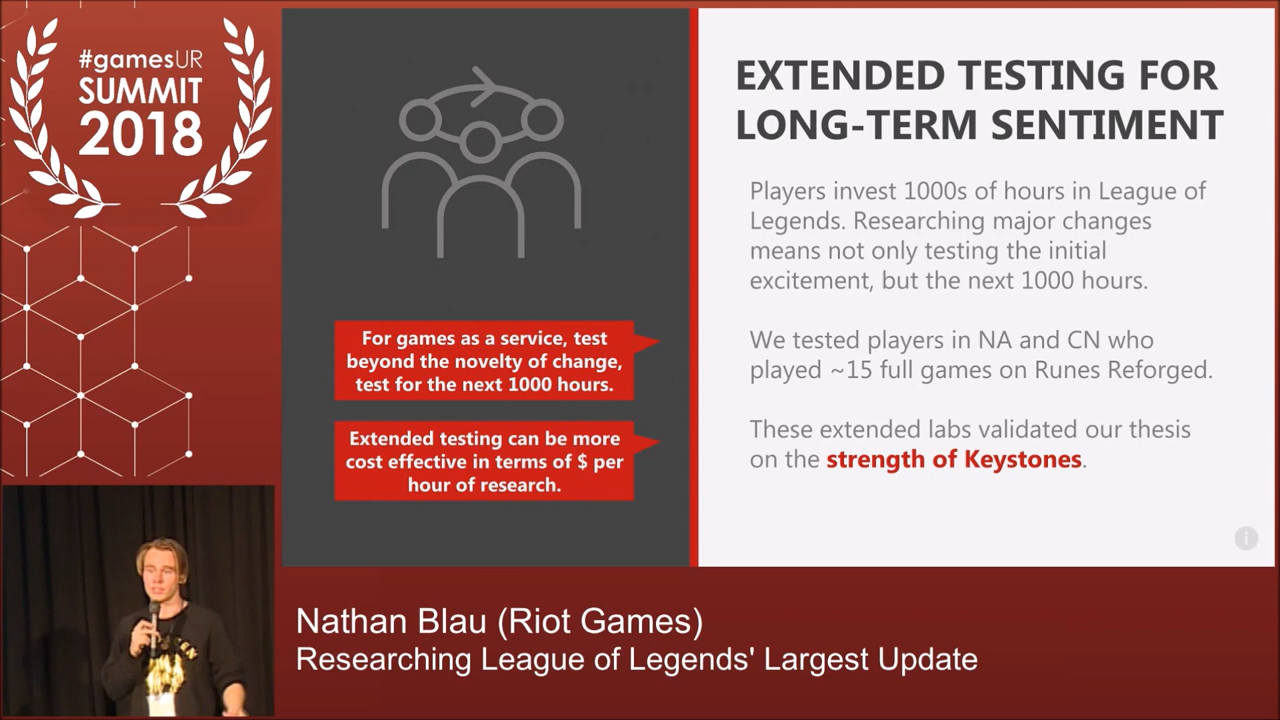 #gamesUR
SUMMIT
2018
EXTENDED TESTING FOR
LONG-TERM SENTIMENT
Players invest 1000s of hours in League of
Legends. Researching major changes
means not only testing the initial
excitement, but the next 1000 hours.
We tested players in NA and CN who
played ~15 full games on Runes Reforged.
These extended labs validated our thesis
on the strength of Keystones.
For games as a service, test
beyond the novelty of change,
test for the next 1000 hours.
Extended testing can be more
cost effective in terms of $ per
hour of research.
i
Nathan Blau (Riot Games)
Researching League of Legends' Largest Update